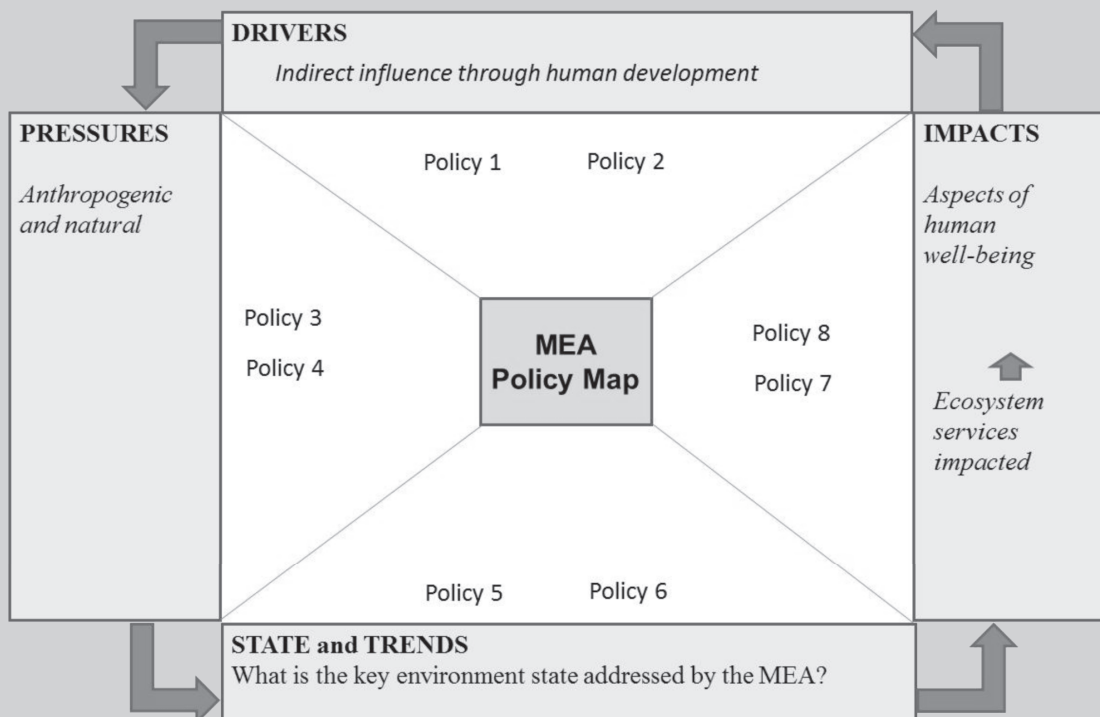 DRIVERS
Indirect influence through human development
PRESSURES
Anthropogenic
and natural
Policy 1
Policy 2
Policy 3
Policy 4
MEA
Policy Map
Policy 8
Policy 7
Policy 5
Policy 6
IMPACTS
Aspects of
human
well-being
Ecosystem
services
impacted
STATE and TRENDS
What is the key environment state addressed by the MEA?